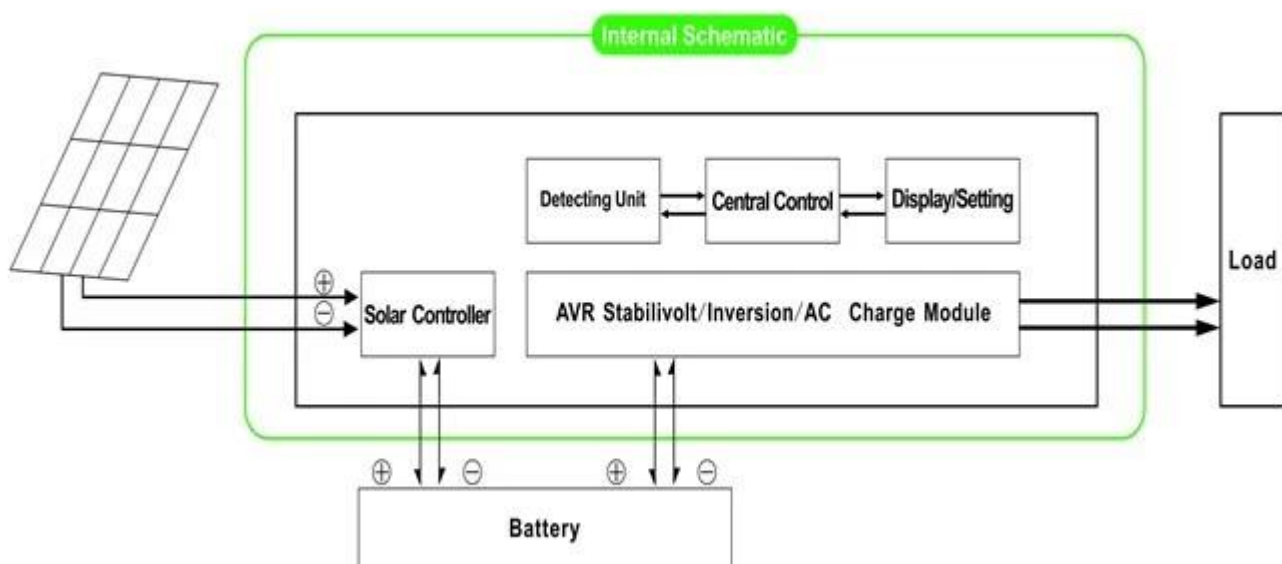 Internal Schematic
Detecting Unit
Central Control
Display/Setting
Load
⊕
⊖
Solar Controller
AVR Stabilivolt/Inversion/AC Charge Module
⊕ ⊖ ⊕ ⊖
Battery